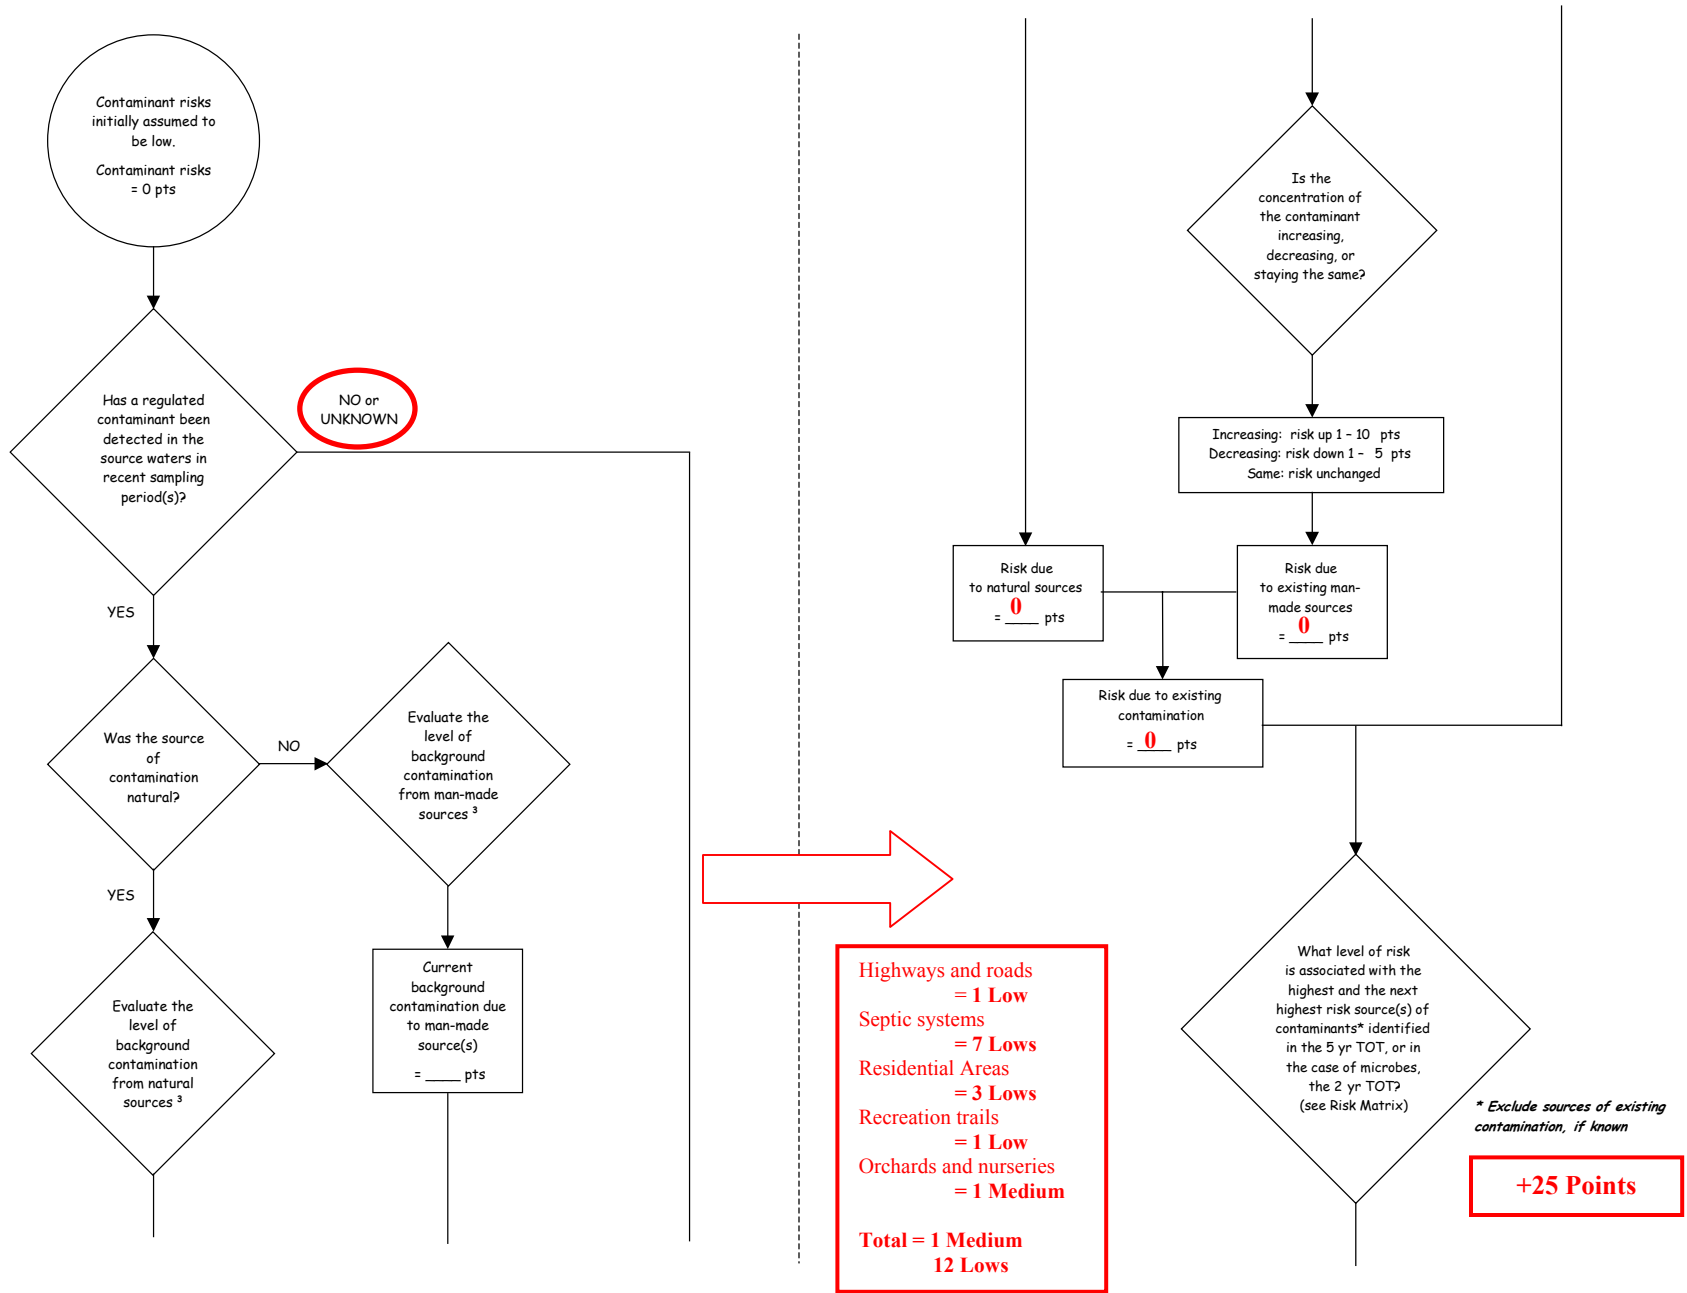 Contaminant risks
initially assumed to
be low.
Contaminant risks
= 0 pts
Has a regulated
contaminant been
detected in the
source waters in
recent sampling
period(s)?
NO or
UNKNOWN
YES
Was the source
of
contamination
natural?
NO
Evaluate the
level of
background
contamination
from man-made
sources ³
YES
Evaluate the
level of
background
contamination
from natural
sources ³
Current
background
contamination due
to man-made
source(s)
= ____ pts
Is the
concentration of
the contaminant
increasing,
decreasing, or
staying the same?
Increasing: risk up 1 – 10 pts
Decreasing: risk down 1 – 5 pts
Same: risk unchanged
Risk due
to natural sources
= 0 pts
Risk due
to existing man-
made sources
= 0 pts
Risk due to existing
contamination
= 0 pts
Highways and roads
= 1 Low
Septic systems
= 7 Lows
Residential Areas
= 3 Lows
Recreation trails
= 1 Low
Orchards and nurseries
= 1 Medium
Total = 1 Medium
12 Lows
What level of risk
is associated with the
highest and the next
highest risk source(s) of
contaminants* identified
in the 5 yr TOT, or in
the case of microbes,
the 2 yr TOT?
(see Risk Matrix)
* Exclude sources of existing
contamination, if known
+25 Points